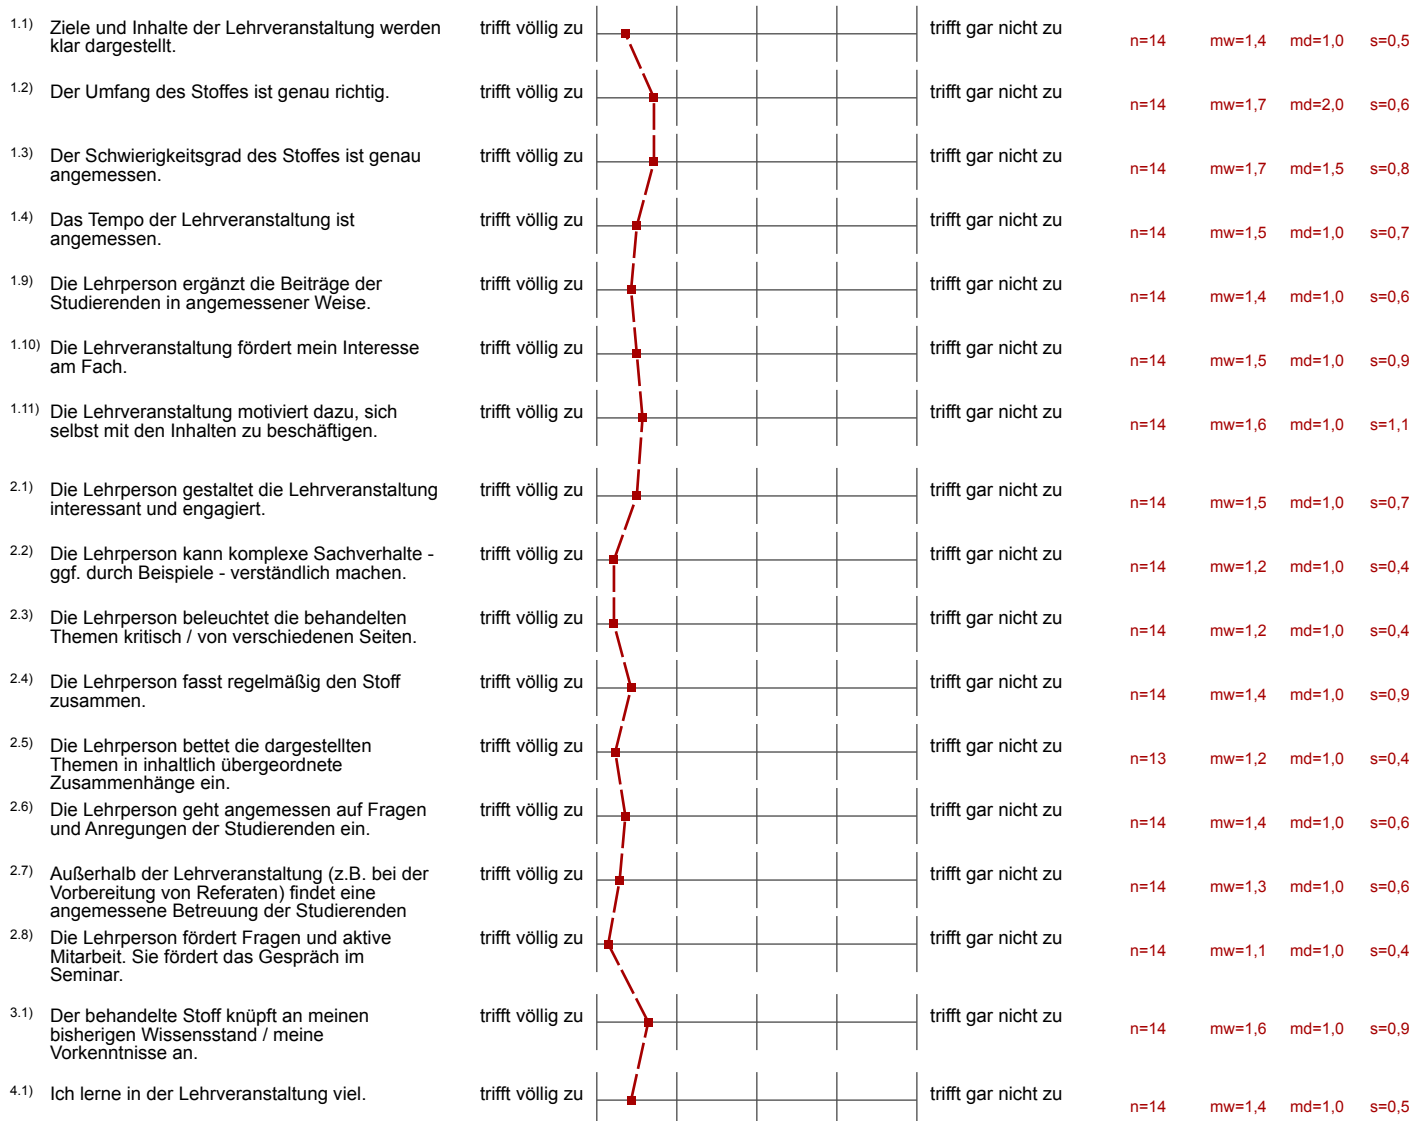 1.1) Ziele und Inhalte der Lehrveranstaltung werden trifft völlig zu trifft gar nicht zu
klar dargestellt. n=14 mw=1,4 md=1,0 s=0,5
1.2) Der Umfang des Stoffes ist genau richtig. trifft völlig zu trifft gar nicht zu
n=14 mw=1,7 md=2,0 s=0,6
1.3) Der Schwierigkeitsgrad des Stoffes ist genau trifft völlig zu trifft gar nicht zu
angemessen. n=14 mw=1,7 md=1,5 s=0,8
1.4) Das Tempo der Lehrveranstaltung ist trifft völlig zu trifft gar nicht zu
angemessen. n=14 mw=1,5 md=1,0 s=0,7
1.9) Die Lehrperson ergänzt die Beiträge der trifft völlig zu trifft gar nicht zu
Studierenden in angemessener Weise. n=14 mw=1,4 md=1,0 s=0,6
1.10) Die Lehrveranstaltung fördert mein Interesse trifft völlig zu trifft gar nicht zu
am Fach. n=14 mw=1,5 md=1,0 s=0,9
1.11) Die Lehrveranstaltung motiviert dazu, sich trifft völlig zu trifft gar nicht zu
selbst mit den Inhalten zu beschäftigen. n=14 mw=1,6 md=1,0 s=1,1
2.1) Die Lehrperson gestaltet die Lehrveranstaltung trifft völlig zu trifft gar nicht zu
interessant und engagiert. n=14 mw=1,5 md=1,0 s=0,7
2.2) Die Lehrperson kann komplexe Sachverhalte - trifft völlig zu trifft gar nicht zu
ggf. durch Beispiele - verständlich machen. n=14 mw=1,2 md=1,0 s=0,4
2.3) Die Lehrperson beleuchtet die behandelten trifft völlig zu trifft gar nicht zu
Themen kritisch / von verschiedenen Seiten. n=14 mw=1,2 md=1,0 s=0,4
2.4) Die Lehrperson fasst regelmäßig den Stoff trifft völlig zu trifft gar nicht zu
zusammen. n=14 mw=1,4 md=1,0 s=0,9
2.5) Die Lehrperson bettet die dargestellten trifft völlig zu trifft gar nicht zu
Themen in inhaltlich übergeordnete n=13 mw=1,2 md=1,0 s=0,4
Zusammenhänge ein.
2.6) Die Lehrperson geht angemessen auf Fragen trifft völlig zu trifft gar nicht zu
und Anregungen der Studierenden ein. n=14 mw=1,4 md=1,0 s=0,6
2.7) Außerhalb der Lehrveranstaltung (z.B. bei der trifft völlig zu trifft gar nicht zu
Vorbereitung von Referaten) findet eine n=14 mw=1,3 md=1,0 s=0,6
angemessene Betreuung der Studierenden
2.8) Die Lehrperson fördert Fragen und aktive trifft völlig zu trifft gar nicht zu
Mitarbeit. Sie fördert das Gespräch im n=14 mw=1,1 md=1,0 s=0,4
Seminar.
3.1) Der behandelte Stoff knüpft an meinen trifft völlig zu trifft gar nicht zu
bisherigen Wissensstand / meine n=14 mw=1,6 md=1,0 s=0,9
Vorkenntnisse an.
4.1) Ich lerne in der Lehrveranstaltung viel. trifft völlig zu trifft gar nicht zu
n=14 mw=1,4 md=1,0 s=0,5